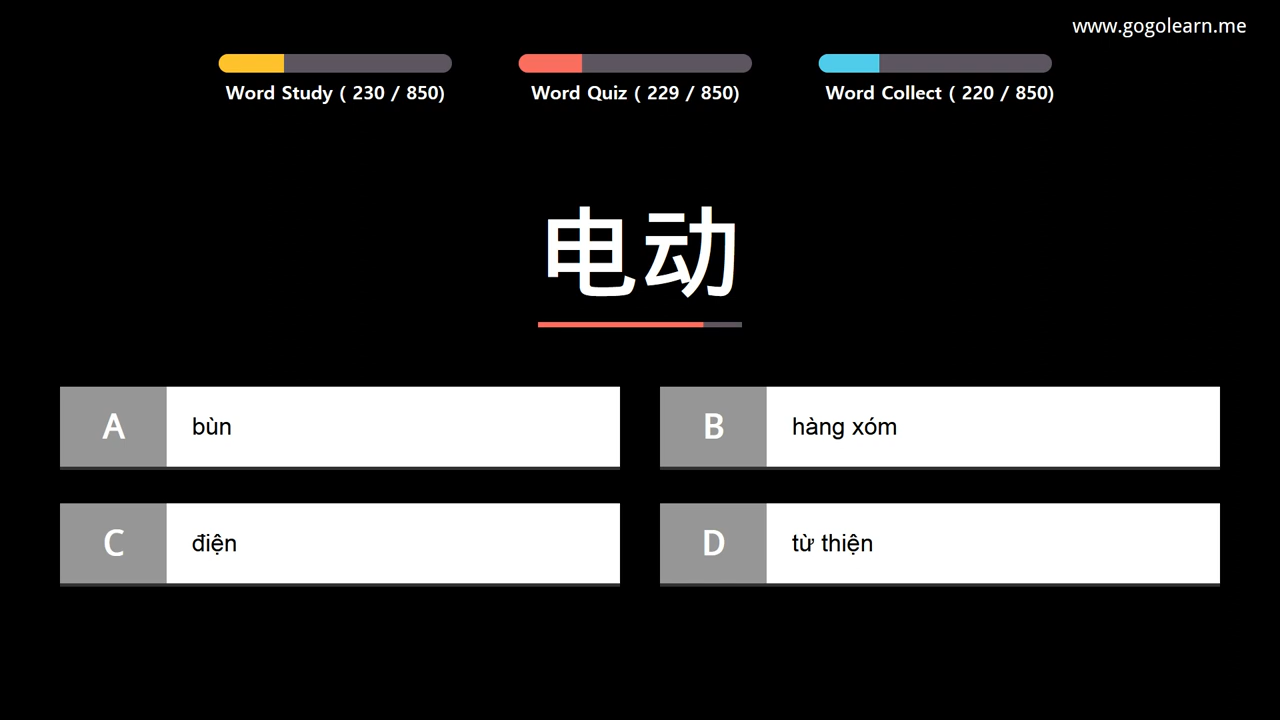 www.gogolearn.me
Word Study ( 230 / 850)
Word Quiz ( 229 / 850)
Word Collect ( 220 / 850)
电动
A
bùn
B
hàng xóm
C
điện
D
từ thiện